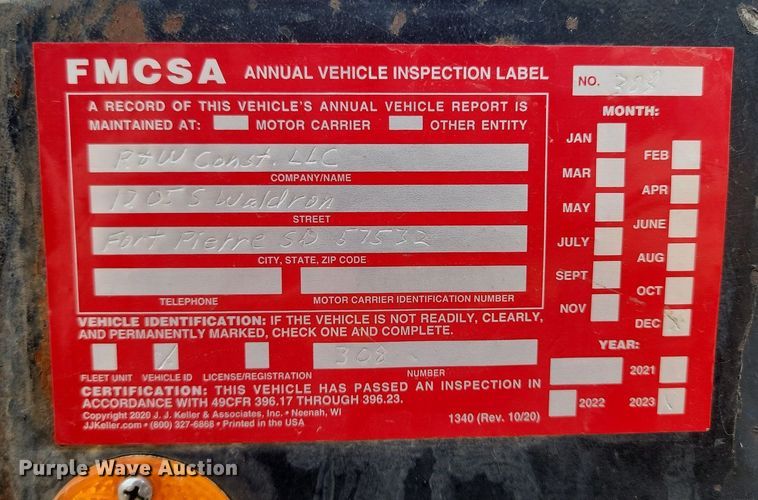 FMCSA ANNUAL VEHICLE INSPECTION LABEL
NO. 308
A RECORD OF THIS VEHICLE'S ANNUAL VEHICLE REPORT IS
MAINTAINED AT: MOTOR CARRIER OTHER ENTITY
P&W Const. LLC
COMPANY/NAME
1205 S Waldron
STREET
Fort Pierre SD 57532
CITY, STATE, ZIP CODE
TELEPHONE MOTOR CARRIER IDENTIFICATION NUMBER
VEHICLE IDENTIFICATION: IF THE VEHICLE IS NOT READILY, CLEARLY,
AND PERMANENTLY MARKED, CHECK ONE AND COMPLETE.
308
FLEET UNIT VEHICLE ID LICENSE/REGISTRATION NUMBER
CERTIFICATION: THIS VEHICLE HAS PASSED AN INSPECTION IN
ACCORDANCE WITH 49CFR 396.17 THROUGH 396.23.
Copyright 2020 J. J. Keller & Associates, Inc. • Neenah, WI
JJKeller.com • (800) 327-6868 • Printed in the USA
1340 (Rev. 10/20)
MONTH:
JAN FEB
MAR APR
MAY JUNE
JULY AUG
SEPT OCT
NOV DEC
YEAR:
2021
2022 2023
Purple Wave Auction